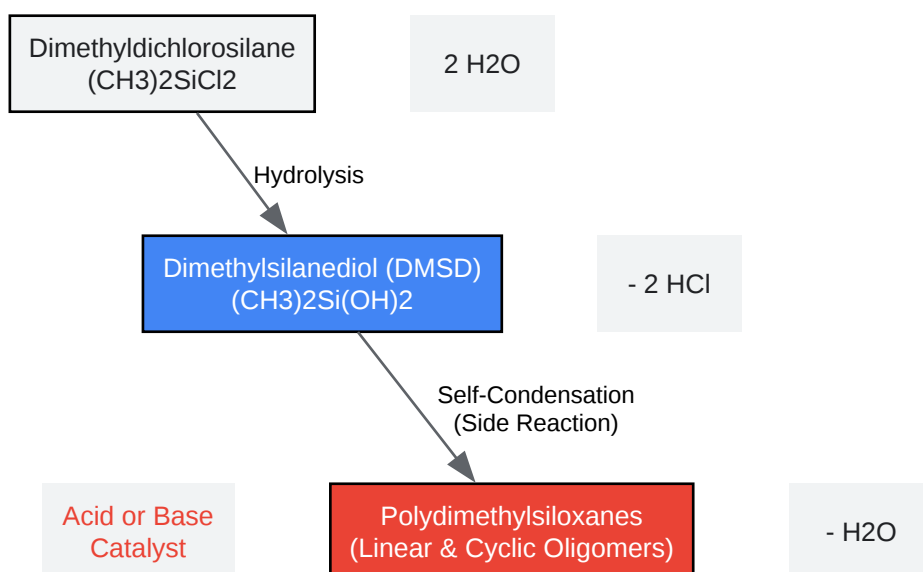 Dimethyldichlorosilane
(CH3)2SiCl2
2 H2O
Hydrolysis
Dimethylsilanediol (DMSD)
(CH3)2Si(OH)2
- 2 HCl
Self-Condensation
(Side Reaction)
Acid or Base
Catalyst
Polydimethylsiloxanes
(Linear & Cyclic Oligomers)
- H2O